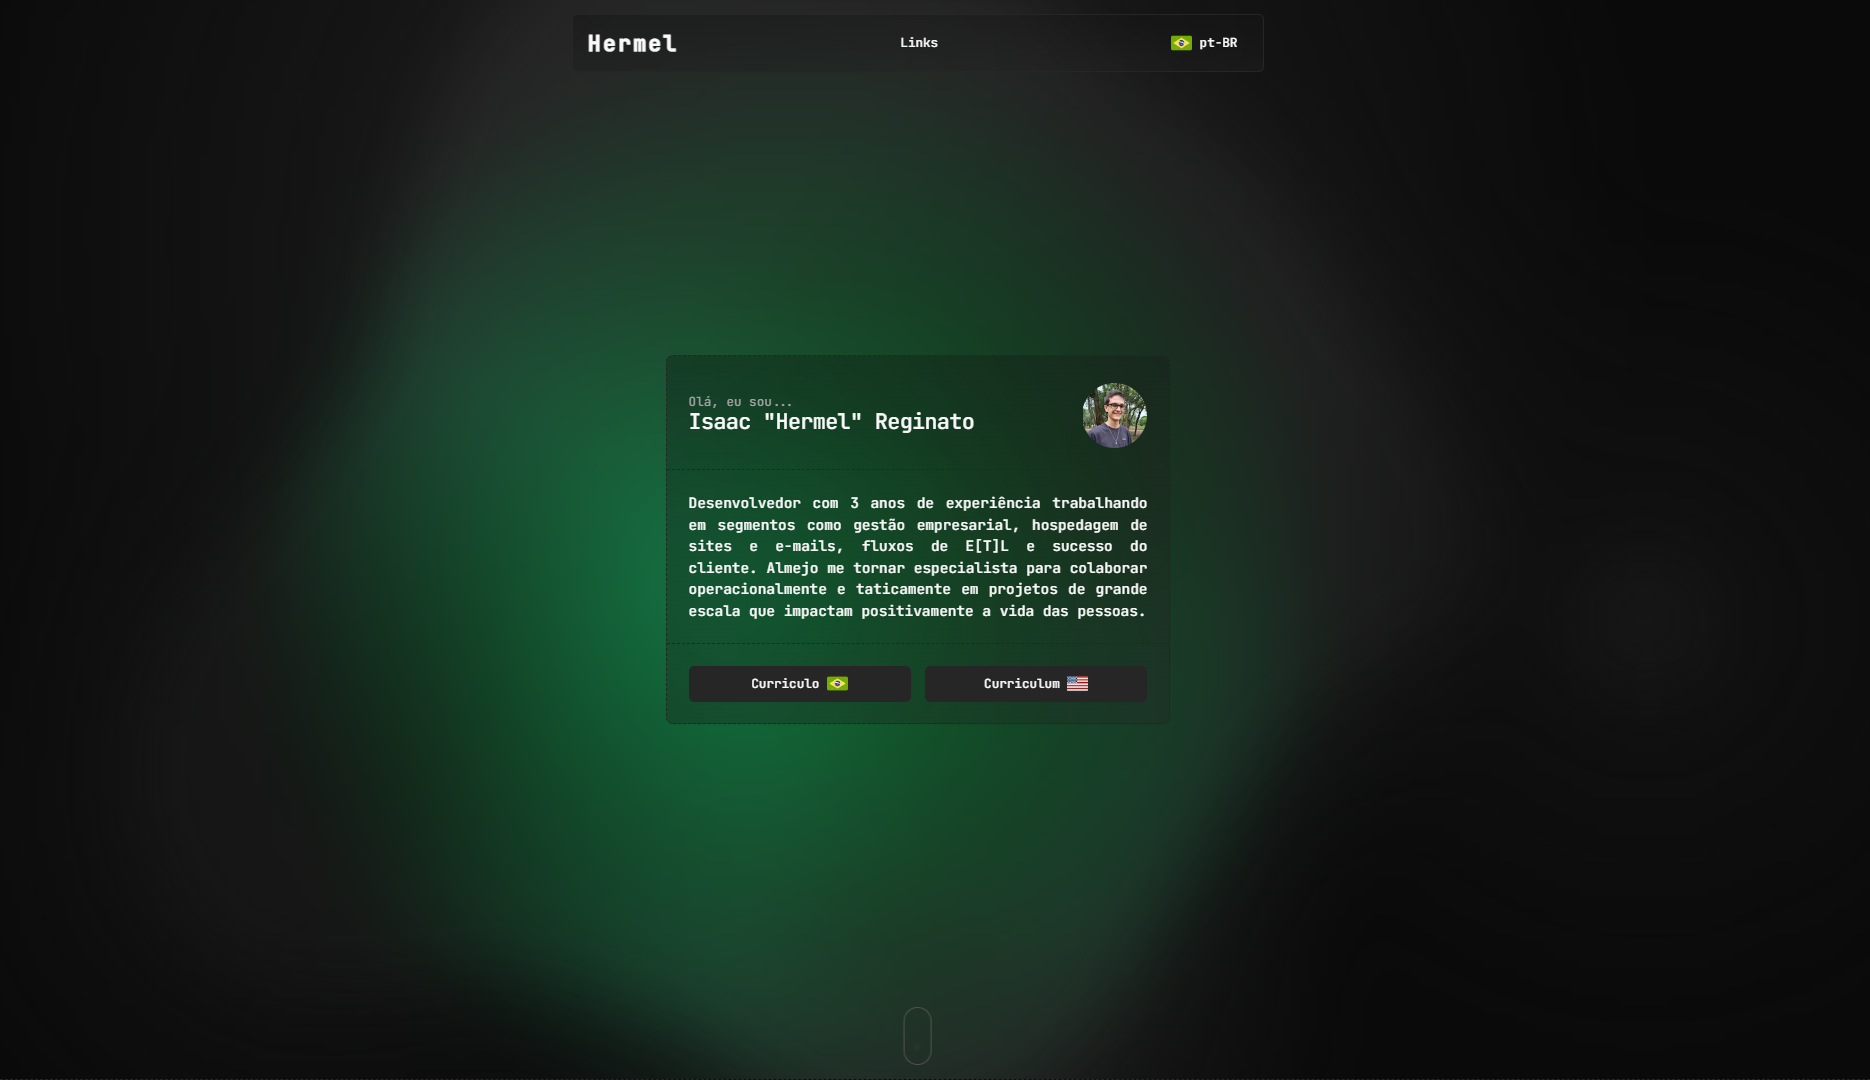 Hermel
Links
pt-BR
Olá, eu sou...
Isaac "Hermel" Reginato
Desenvolvedor com 3 anos de experiência trabalhando
em segmentos como gestão empresarial, hospedagem de
sites e e-mails, fluxos de E[T]L e sucesso do
cliente. Almejo me tornar especialista para colaborar
operacionalmente e taticamente em projetos de grande
escala que impactam positivamente a vida das pessoas.
Curriculo
Curriculum